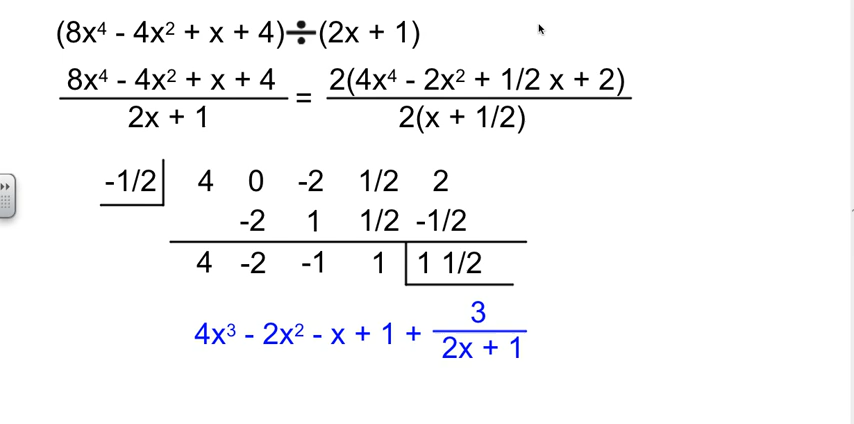 (8x⁴ - 4x² + x + 4)÷(2x + 1)
8x⁴ - 4x² + x + 4 = 2(4x⁴ - 2x² + 1/2 x + 2)
2x + 1 2(x + 1/2)
-1/2 4 0 -2 1/2 2
-2 1 1/2 -1/2
4 -2 -1 1 1 1/2
3
4x³ - 2x² - x + 1 +
2x + 1